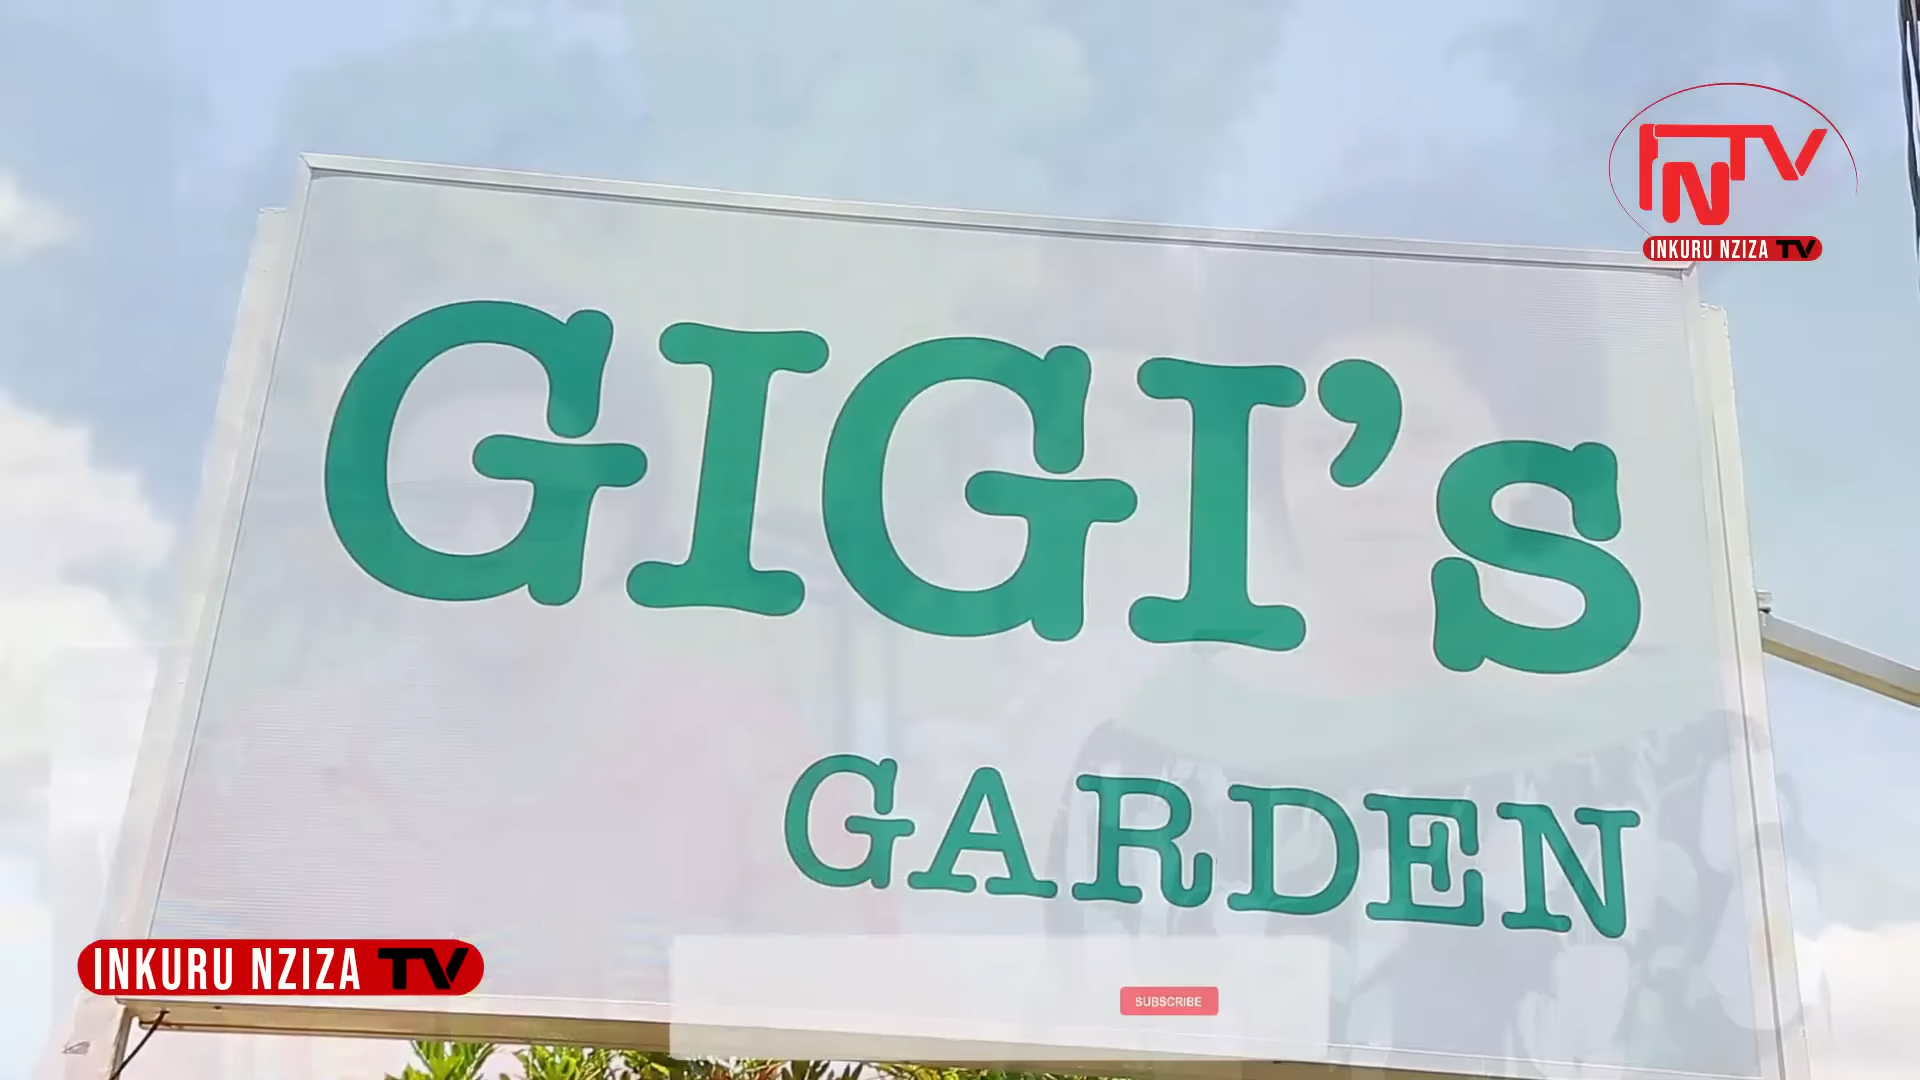 INTV
INKURU NZIZA TV
GIGI's
GARDEN
INKURU NZIZA TV
SUBSCRIBE